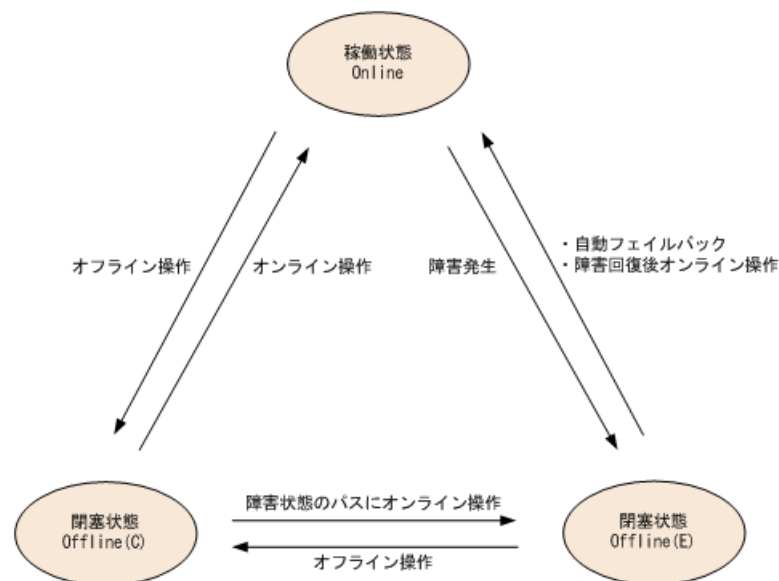 稼働状態
Online
オフライン操作
オンライン操作
障害発生
・自動フェイルバック
・障害回復後オンライン操作
閉塞状態
Offline(C)
障害状態のパスにオンライン操作
オフライン操作
閉塞状態
Offline(E)